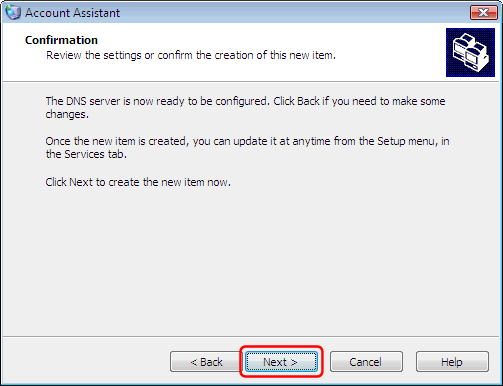 Account Assistant
Confirmation
Review the settings or confirm the creation of this new item.
The DNS server is now ready to be configured. Click Back if you need to make some
changes.
Once the new item is created, you can update it at anytime from the Setup menu, in
the Services tab.
Click Next to create the new item now.
< Back Next > Cancel Help